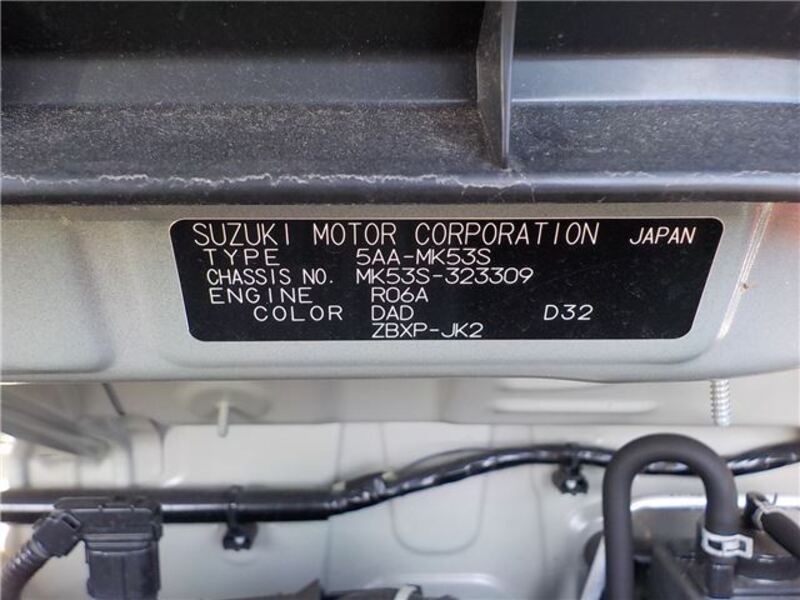 SUZUKI MOTOR CORPORATION JAPAN
TYPE 5AA-MK53S
CHASSIS NO. MK53S-323309
ENGINE R06A
COLOR DAD D32
ZBXP-JK2